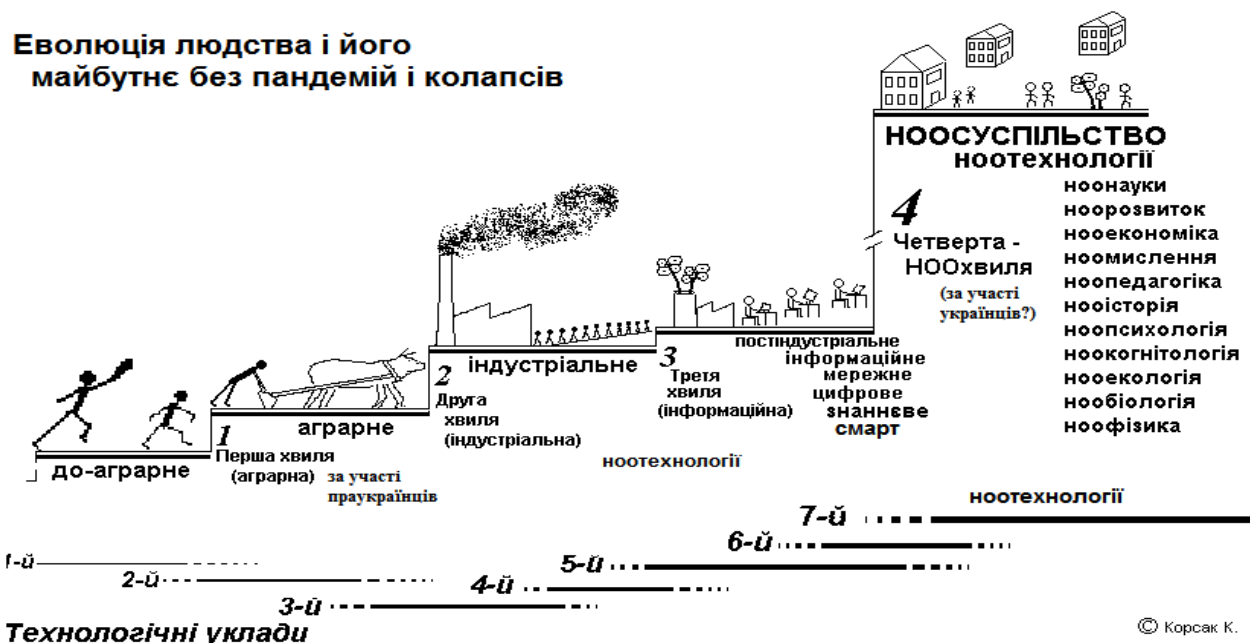 Еволюція людства і його
майбутнє без пандемій і колапсів
НООСУСПІЛЬСТВО
ноотехнології
4
Четверта -
НООхвиля
(за участі
українців?)
ноонауки
ноорозвиток
нооекономіка
ноомислення
ноопедагогіка
нооісторія
ноопсихологія
ноокогнітологія
нооекологія
нообіологія
ноофізика
до-аграрне
1
Перша хвиля
(аграрна)
за участі
праукраїнців
аграрне
2
Друга
хвиля
(індустріальна)
індустріальне
3
Третя
хвиля
(інформаційна)
постіндустріальне
інформаційне
мережне
цифрове
знаннєве
смарт
ноотехнології
ноотехнології
7-й
6-й
5-й
4-й
3-й
2-й
1-й
Технологічні уклади
© Корсак К.